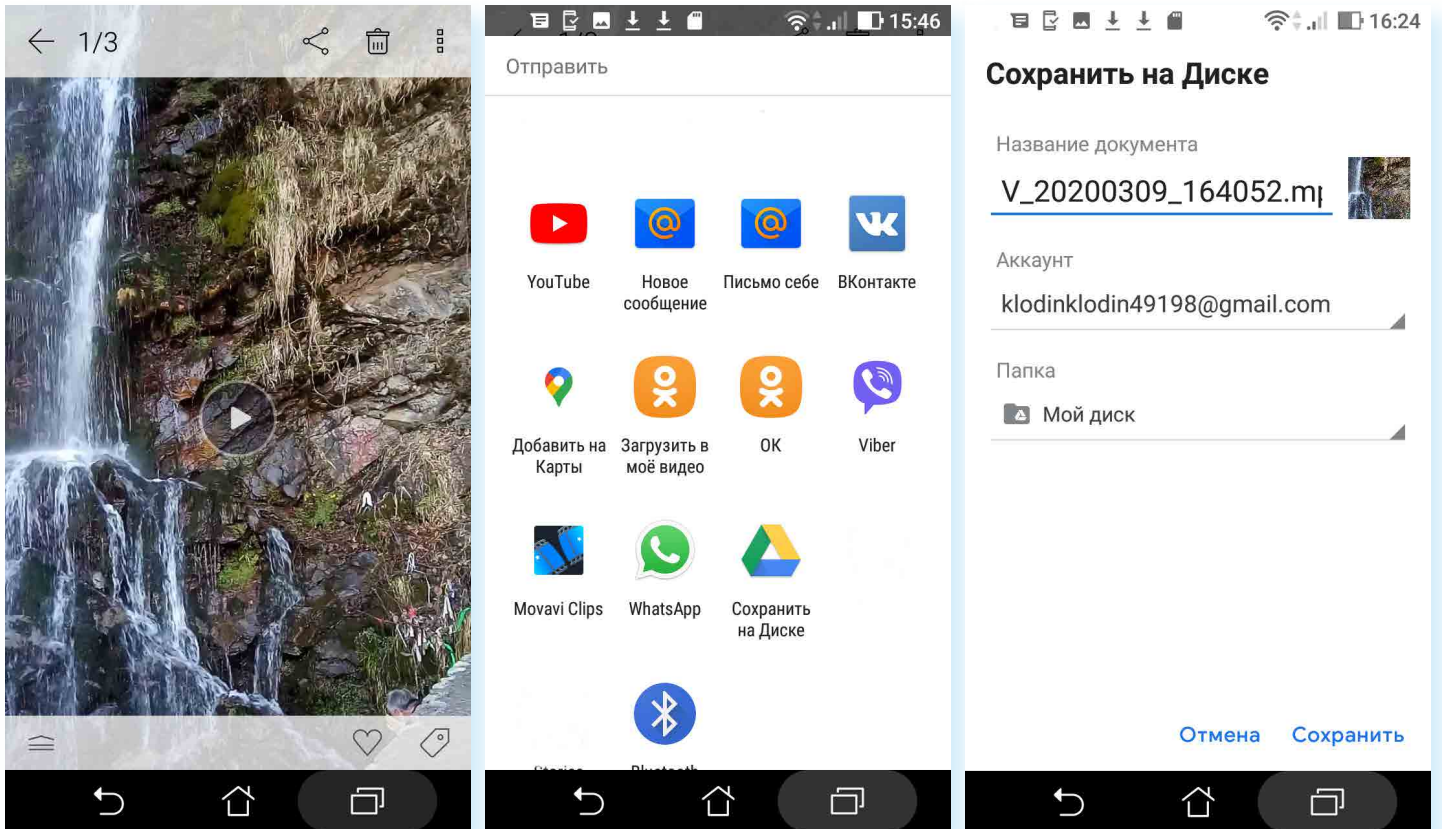 1/3
15:46
Отправить
YouTube
Новое
сообщение
Письмо себе
ВКонтакте
Добавить на
Карты
Загрузить в
моё видео
OK
Viber
Movavi Clips
WhatsApp
Сохранить
на Диске
16:24
Сохранить на Диске
Название документа
V_20200309_164052.mp
Аккаунт
klodinklodin49198@gmail.com
Папка
Мой диск
Отмена Сохранить